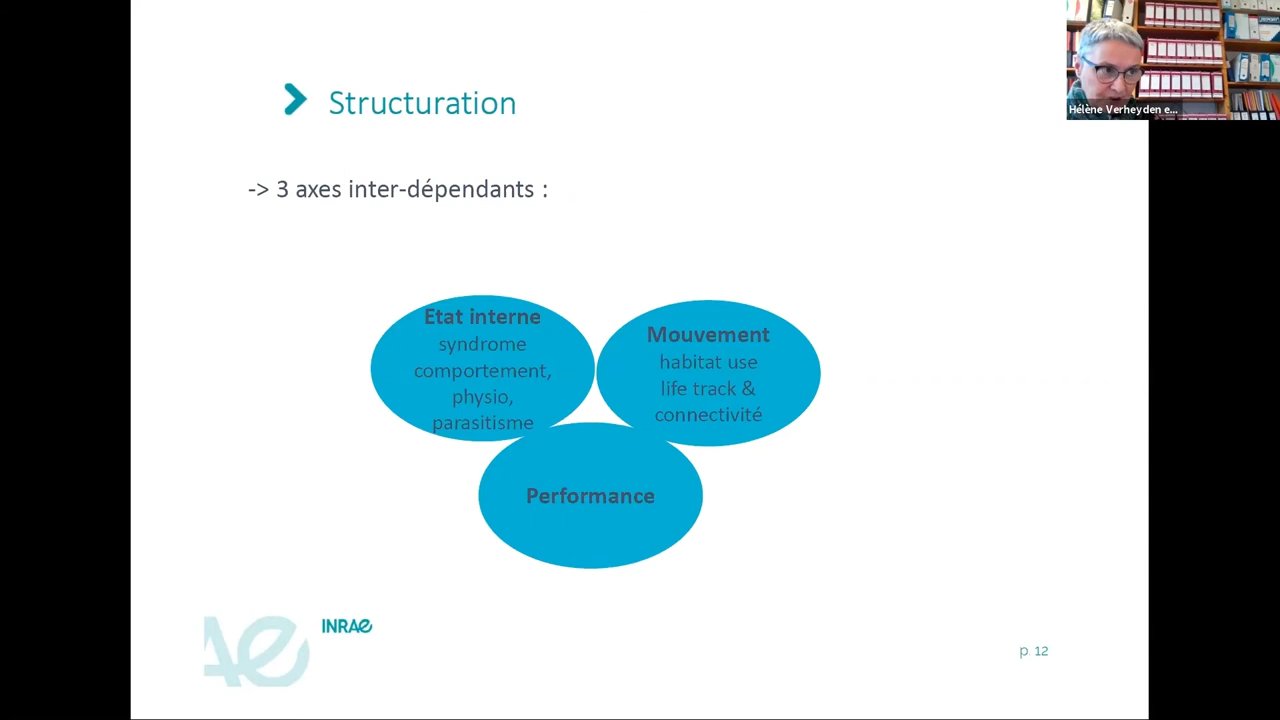 Structuration
-> 3 axes inter-dépendants :
Etat interne
syndrome
comportement,
physio,
parasitisme
Mouvement
habitat use
life track &
connectivité
Performance
INRAE
p. 12
Hélène Verheyden e...